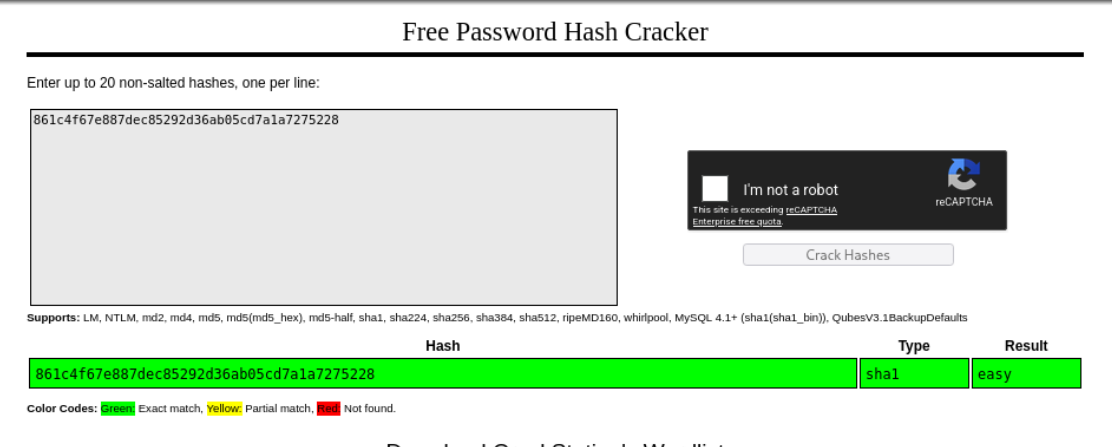 Free Password Hash Cracker
Enter up to 20 non-salted hashes, one per line:
861c4f67e887dec85292d36ab05cd7a1a7275228
I'm not a robot
reCAPTCHA
This site is exceeding reCAPTCHA
Enterprise free quota.
Crack Hashes
Supports: LM, NTLM, md2, md4, md5, md5(md5_hex), md5-half, sha1, sha224, sha256, sha384, sha512, ripeMD160, whirlpool, MySQL 4.1+ (sha1(sha1_bin)), QubesV3.1BackupDefaults
Hash Type Result
861c4f67e887dec85292d36ab05cd7a1a7275228 sha1 easy
Color Codes: Green: Exact match, Yellow: Partial match, Red: Not found.